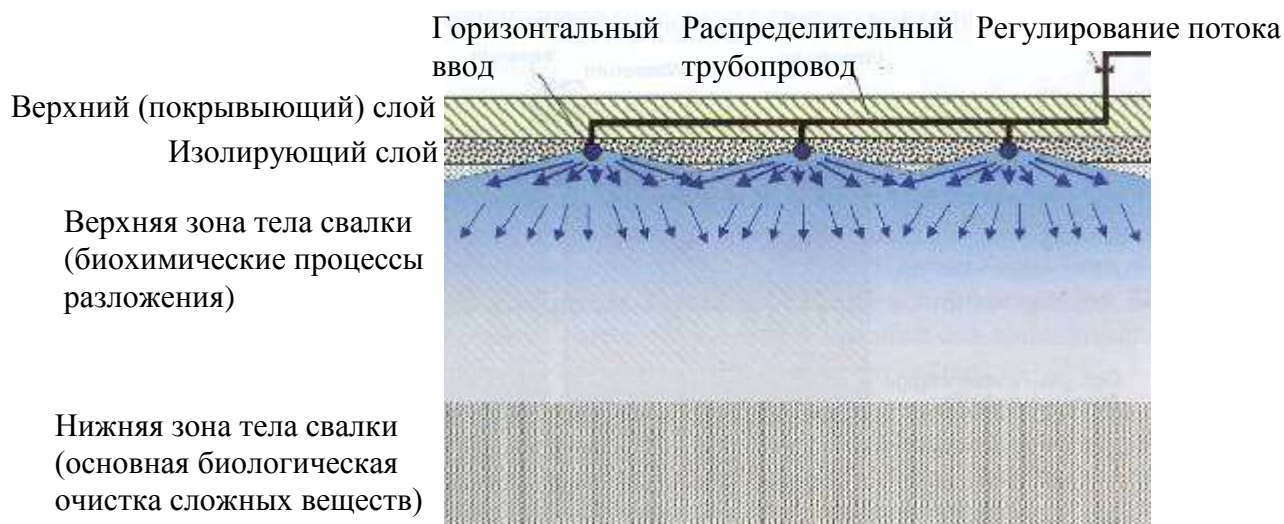 Горизонтальный Распределительный Регулирование потока
ввод трубопровод
Верхний (покрывыющий) слой
Изолирующий слой
Верхняя зона тела свалки
(биохимические процессы
разложения)
Нижняя зона тела свалки
(основная биологическая
очистка сложных веществ)